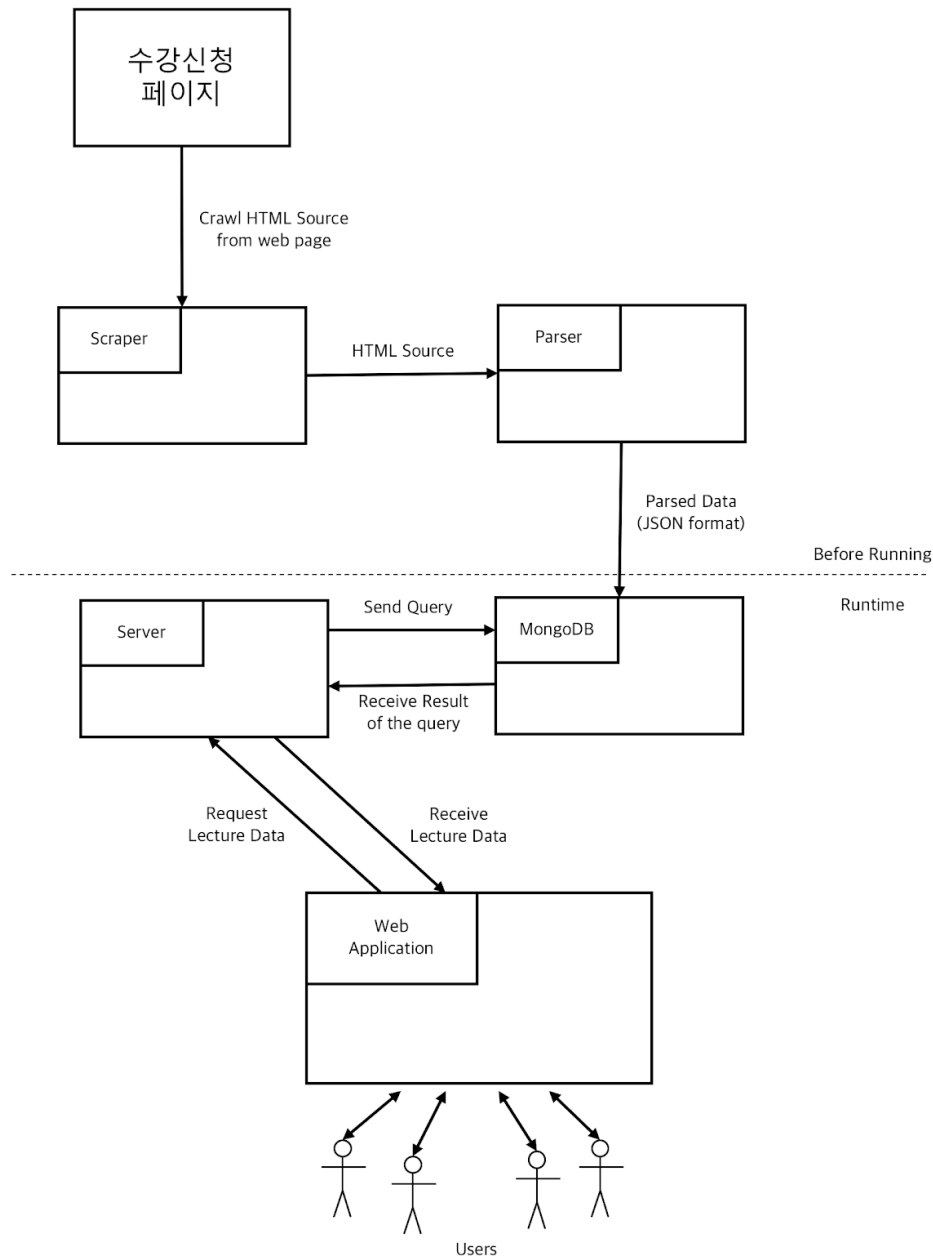 수강신청
페이지
Crawl HTML Source
from web page
Scraper
HTML Source
Parser
Parsed Data
(JSON format)
Before Running
Runtime
Server
Send Query
MongoDB
Receive Result
of the query
Request
Lecture Data
Receive
Lecture Data
Web
Application
Users